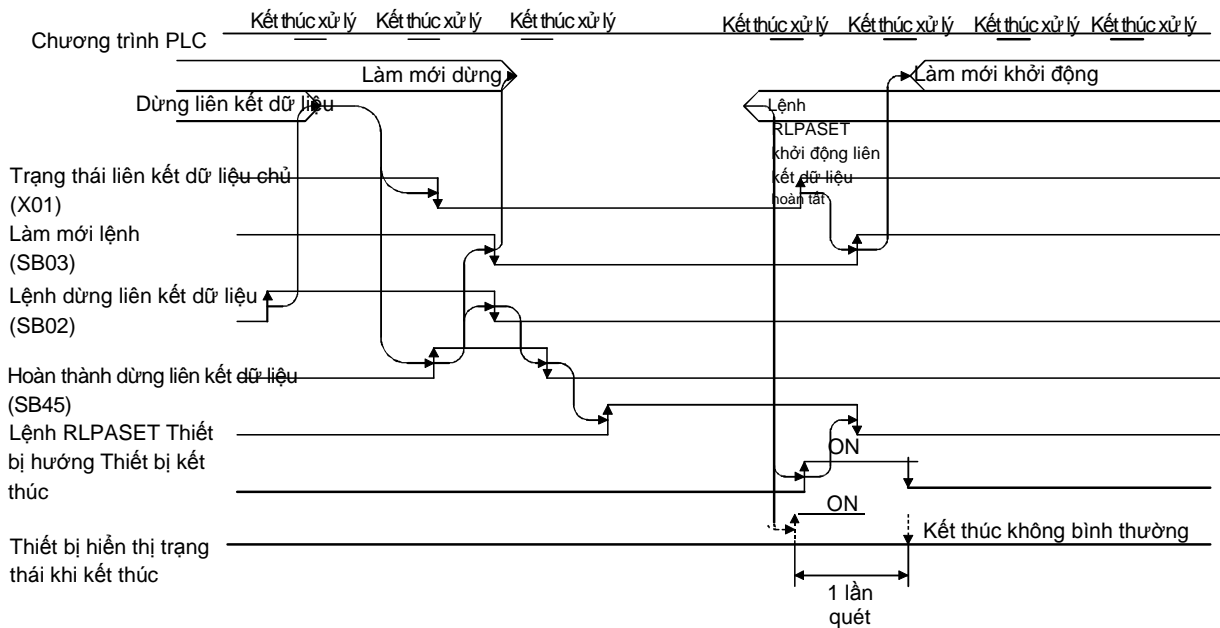 Kết thúc xử lý Kết thúc xử lý Kết thúc xử lý Kết thúc xử lý Kết thúc xử lý Kết thúc xử lý Kết thúc xử lý
Chương trình PLC
Làm mới dừng
Làm mới khởi động
Dừng liên kết dữ liệu
Lệnh
RLPASET
khởi động liên
kết dữ liệu
hoàn tất
Trạng thái liên kết dữ liệu chủ
(X01)
Làm mới lệnh
(SB03)
Lệnh dừng liên kết dữ liệu
(SB02)
Hoàn thành dừng liên kết dữ liệu
(SB45)
Lệnh RLPASET Thiết
bị hướng Thiết bị kết
thúc
ON
ON
Kết thúc không bình thường
Thiết bị hiển thị trạng
thái khi kết thúc
1 lần
quét